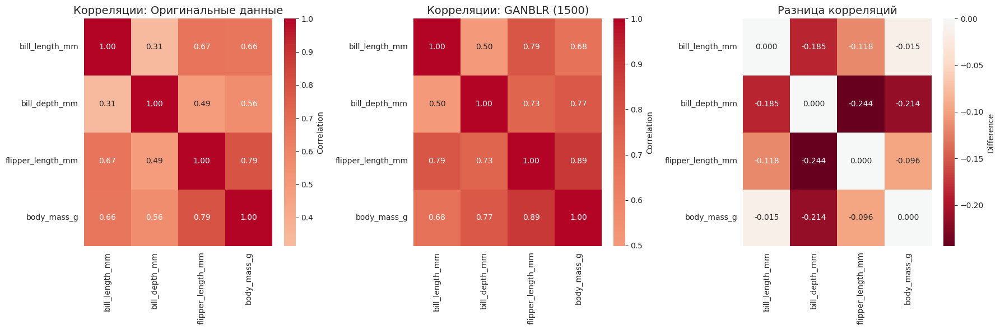 Корреляции: Оригинальные данные
bill_length_mm 1.00 0.31 0.67 0.66
bill_depth_mm 0.31 1.00 0.49 0.56
flipper_length_mm 0.67 0.49 1.00 0.79
body_mass_g 0.66 0.56 0.79 1.00
bill_length_mm bill_depth_mm flipper_length_mm body_mass_g
1.0
0.9
0.8
0.7
0.6
0.5
0.4
Correlation
Корреляции: GANBLR (1500)
bill_length_mm 1.00 0.50 0.79 0.68
bill_depth_mm 0.50 1.00 0.73 0.77
flipper_length_mm 0.79 0.73 1.00 0.89
body_mass_g 0.68 0.77 0.89 1.00
bill_length_mm bill_depth_mm flipper_length_mm body_mass_g
1.0
0.9
0.8
0.7
0.6
0.5
Correlation
Разница корреляций
bill_length_mm 0.000 -0.185 -0.118 -0.015
bill_depth_mm -0.185 0.000 -0.244 -0.214
flipper_length_mm -0.118 -0.244 0.000 -0.096
body_mass_g -0.015 -0.214 -0.096 0.000
bill_length_mm bill_depth_mm flipper_length_mm body_mass_g
0.00
−0.05
−0.10
−0.15
−0.20
Difference